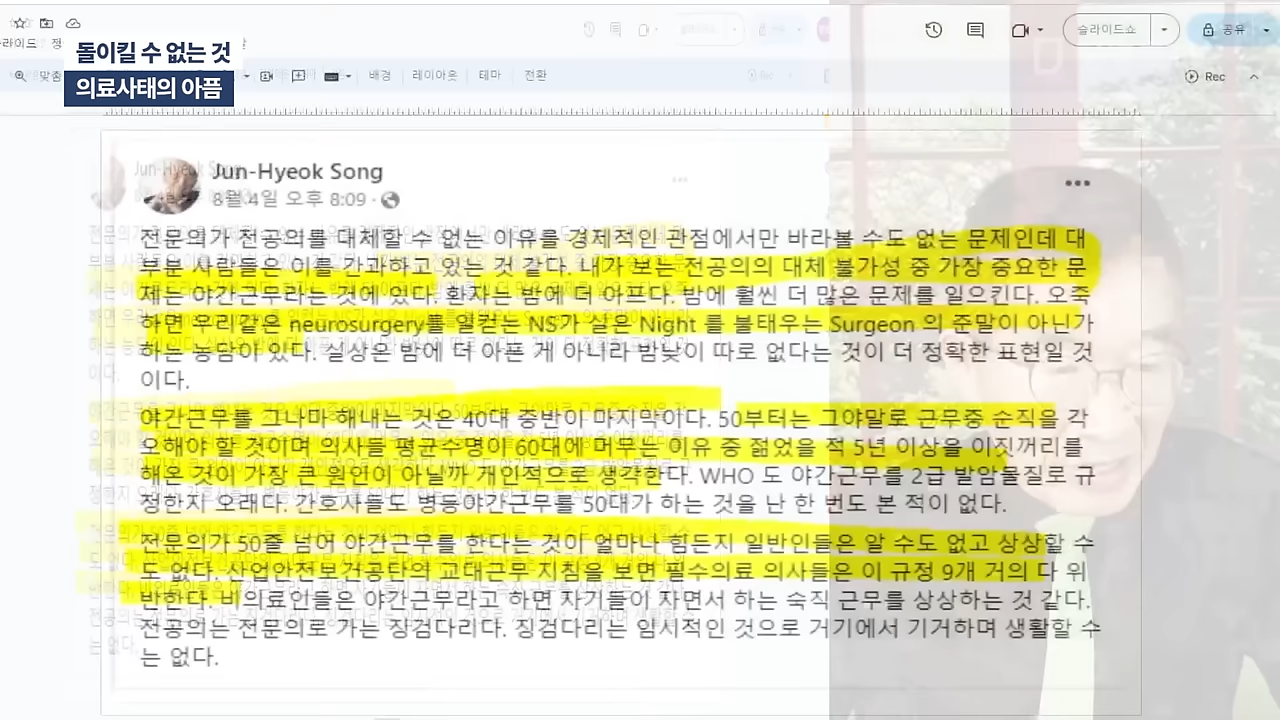 라이드
돌이킬 수 없는 것
의료사태의 아픔
슬라이드쇼
공유
맞춤
배경
레이아웃
테마
전환
Rec
Jun-Hyeok Song
8월 4일 오후 8:09
전문의가 전공의를 대체할 수 없는 이유를 경제적인 관점에서만 바라볼 수도 없는 문제인데 대
부분 사람들은 이를 간과하고 있는 것 같다. 내가 보는 전공의의 대체 불가성 중 가장 중요한 문
제는 야간근무라는 것에 있다. 환자는 밤에 더 아프다. 밤에 훨씬 더 많은 문제를 일으킨다. 오죽
하면 우리같은 neurosurgery를 일컫는 NS가 실은 Night 를 불태우는 Surgeon 의 준말이 아닌가
하는 농담이 있다. 실상은 밤에 더 아픈 게 아니라 밤낮이 따로 없다는 것이 더 정확한 표현일 것
이다.
야간근무를 그나마 해내는 것은 40대 중반이 마지막이다. 50부터는 그야말로 근무중 순직을 각
오해야 할 것이며 의사들 평균수명이 60대에 머무는 이유 중 젊었을 적 5년 이상을 이짓꺼리를
해온 것이 가장 큰 원인이 아닐까 개인적으로 생각한다. WHO 도 야간근무를 2급 발암물질로 규
정한지 오래다. 간호사들도 병동야간근무를 50대가 하는 것을 난 한 번도 본 적이 없다.
전문의가 50줄 넘어 야간근무를 한다는 것이 얼마나 힘든지 일반인들은 알 수도 없고 상상할 수
도 없다. 산업안전보건공단의 교대근무 지침을 보면 필수의료 의사들은 이 규정 9개 거의 다 위
반한다. 비의료인들은 야간근무라고 하면 자기들이 자면서 하는 숙직 근무를 상상하는 것 같다.
전공의는 전문의로 가는 징검다리다. 징검다리는 임시적인 것으로 거기에서 기거하며 생활할 수
는 없다.